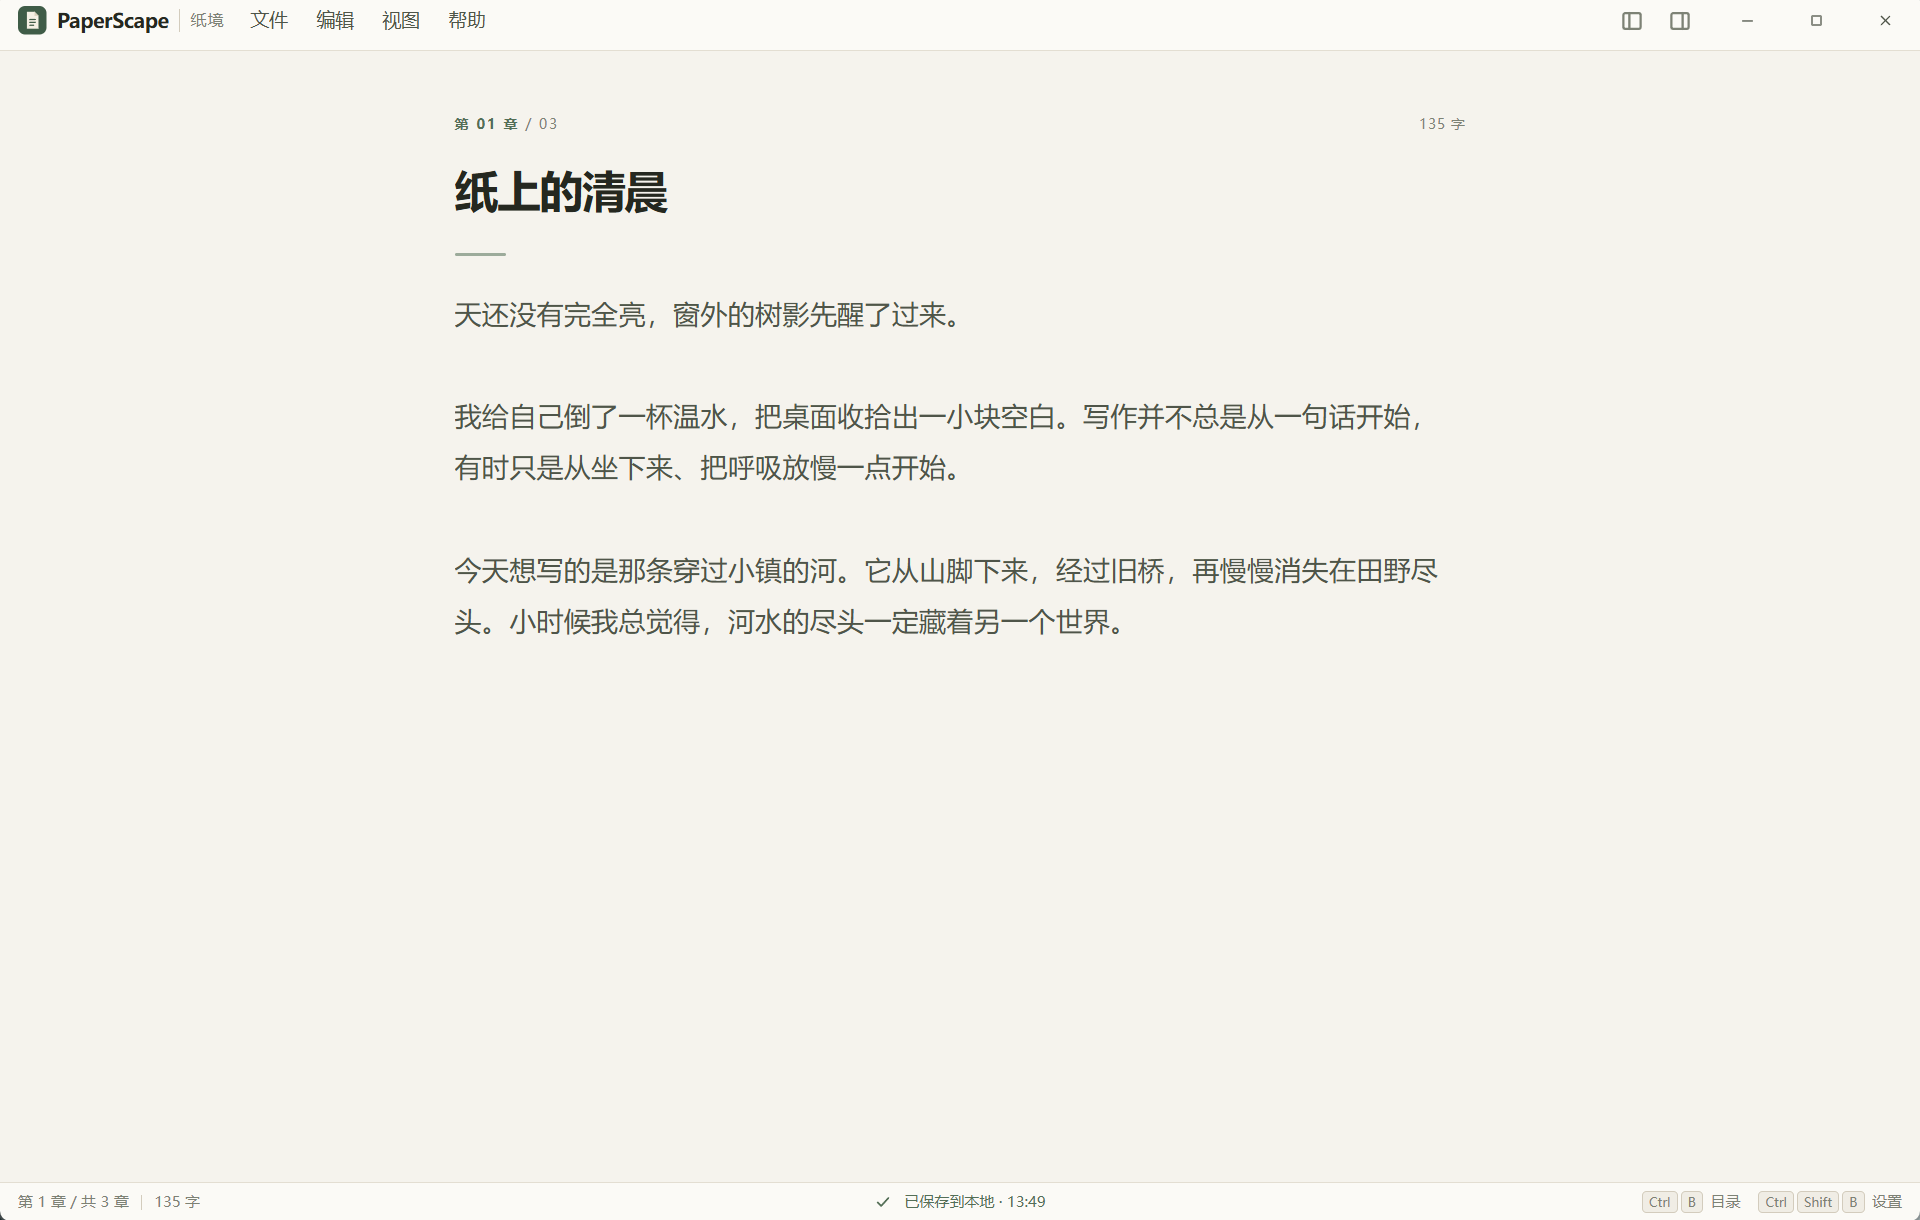 PaperScape 纸境 文件 编辑 视图 帮助
第 01 章 / 03 135 字
纸上的清晨
天还没有完全亮，窗外的树影先醒了过来。
我给自己倒了一杯温水，把桌面收拾出一小块空白。写作并不总是从一句话开始，
有时只是从坐下来、把呼吸放慢一点开始。
今天想写的是那条穿过小镇的河。它从山脚下来，经过旧桥，再慢慢消失在田野尽
头。小时候我总觉得，河水的尽头一定藏着另一个世界。
第 1 章 / 共 3 章 135 字 已保存到本地 · 13:49 Ctrl B 目录 Ctrl Shift B 设置